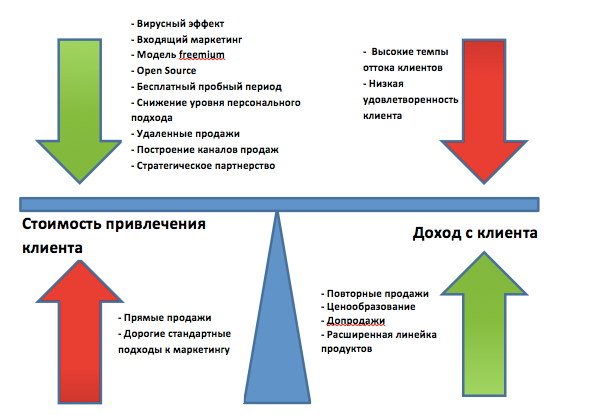 - Вирусный эффект
- Входящий маркетинг
- Модель freemium
- Open Source
- Бесплатный пробный период
- Снижение уровня персонального
подхода
- Удаленные продажи
- Построение каналов продаж
- Стратегическое партнерство
- Высокие темпы
оттока клиентов
- Низкая
удовлетворенность
клиента
Стоимость привлечения
клиента
Доход с клиента
- Прямые продажи
- Дорогие стандартные
подходы к маркетингу
- Повторные продажи
- Ценообразование
- Допродажи
- Расширенная линейка
продуктов